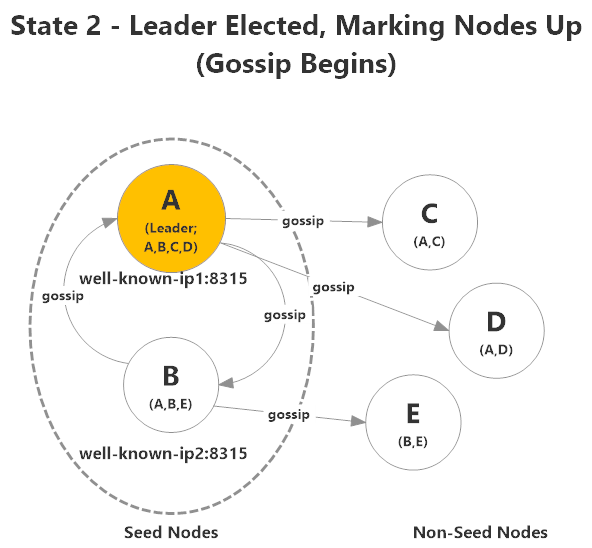 State 2 - Leader Elected, Marking Nodes Up
(Gossip Begins)
A
(Leader;
A,B,C,D)
well-known-ip1:8315
gossip
C
(A,C)
gossip
D
(A,D)
gossip
gossip
B
(A,B,E)
well-known-ip2:8315
gossip
E
(B,E)
Seed Nodes
Non-Seed Nodes